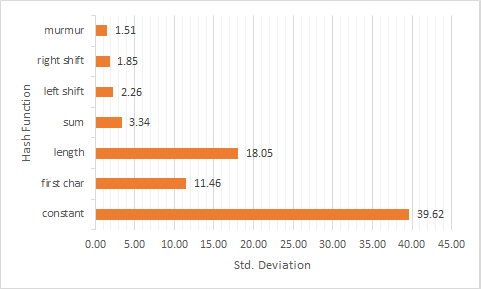 Hash Function
murmur 1.51
right shift 1.85
left shift 2.26
sum 3.34
length 18.05
first char 11.46
constant 39.62
0.00 5.00 10.00 15.00 20.00 25.00 30.00 35.00 40.00 45.00
Std. Deviation